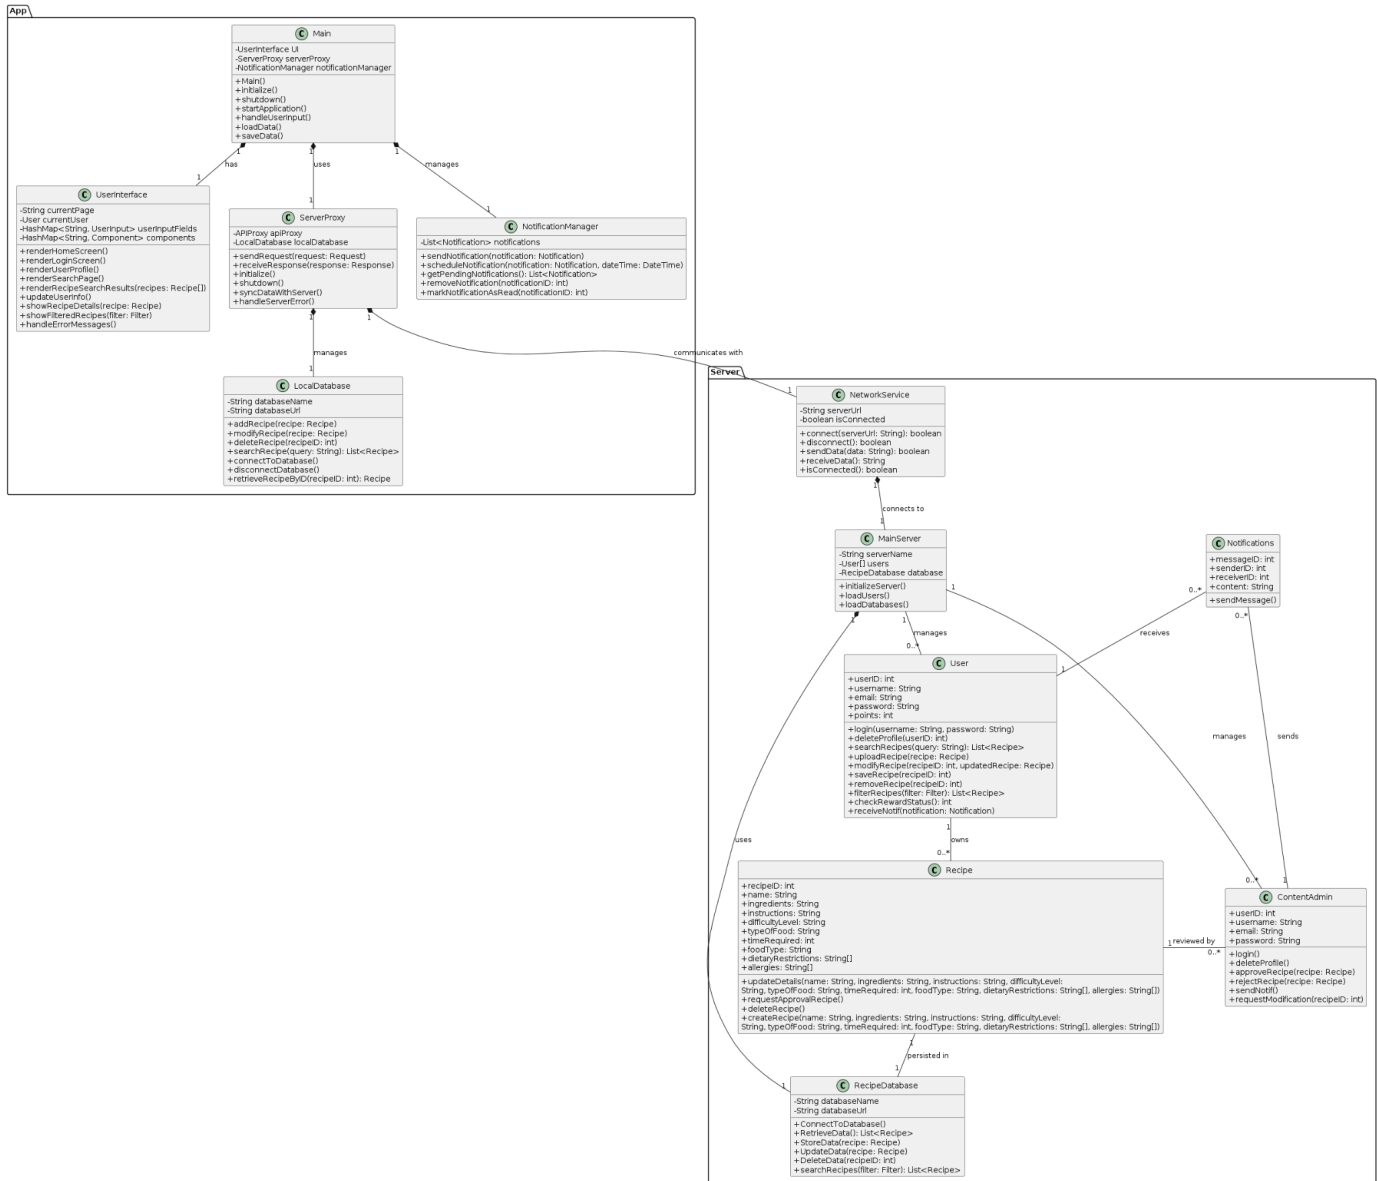 App
C Main
-UserInterface UI
-ServerProxy serverProxy
-NotificationManager notificationManager
+Main()
+initialize()
+shutdown()
+startApplication()
+handleUserInput()
+loadData()
+saveData()
1
1
1
has
uses
manages
1
1
1
C UserInterface
-String currentPage
-User currentUser
-HashMap<String, UserInput> userInputFields
-HashMap<String, Component> components
+renderHomeScreen()
+renderLoginScreen()
+renderUserProfile()
+renderSearchPage()
+renderRecipeSearchResults(recipes: Recipe[])
+updateUserInfo()
+showRecipeDetails(recipe: Recipe)
+showFilteredRecipes(filter: Filter)
+handleErrorMessages()
C ServerProxy
-APIProxy apiProxy
-LocalDatabase localDatabase
+sendRequest(request: Request)
+receiveResponse(response: Response)
+initialize()
+shutdown()
+syncDataWithServer()
+handleServerError()
C NotificationManager
-List<Notification> notifications
+sendNotification(notification: Notification)
+scheduleNotification(notification: Notification, dateTime: DateTime)
+getPendingNotifications(): List<Notification>
+removeNotification(notificationID: int)
+markNotificationAsRead(notificationID: int)
1
1
manages
communicates with
1
1
C LocalDatabase
-String databaseName
-String databaseUrl
+addRecipe(recipe: Recipe)
+modifyRecipe(recipe: Recipe)
+deleteRecipe(recipeID: int)
+searchRecipe(query: String): List<Recipe>
+connectToDatabase()
+disconnectDatabase()
+retrieveRecipeByID(recipeID: int): Recipe
Server
C NetworkService
-String serverUrl
-boolean isConnected
+connect(serverUrl: String): boolean
+disconnect(): boolean
+sendData(data: String): boolean
+receiveData(): String
+isConnected(): boolean
1
connects to
1
C MainServer
-String serverName
-User[] users
-RecipeDatabase database
+initializeServer()
+loadUsers()
+loadDatabases()
C Notifications
+messageID: int
+senderID: int
+receiverID: int
+content: String
+sendMessage()
1
1
1
0..*
0..*
manages
receives
0..*
1
C User
+userID: int
+username: String
+email: String
+password: String
+points: int
+login(username: String, password: String)
+deleteProfile(userID: int)
+searchRecipes(query: String): List<Recipe>
+uploadRecipe(recipe: Recipe)
+modifyRecipe(recipeID: int, updatedRecipe: Recipe)
+saveRecipe(recipeID: int)
+removeRecipe(recipeID: int)
+filterRecipes(filter: Filter): List<Recipe>
+checkRewardStatus(): int
+receiveNotif(notification: Notification)
manages
sends
uses
1
owns
0..*
0..*
1
C Recipe
+recipeID: int
+name: String
+ingredients: String
+instructions: String
+difficultyLevel: String
+typeOfFood: String
+timeRequired: int
+foodType: String
+dietaryRestrictions: String[]
+allergies: String[]
+updateDetails(name: String, ingredients: String, instructions: String, difficultyLevel:
String, typeOfFood: String, timeRequired: int, foodType: String, dietaryRestrictions: String[], allergies: String[])
+requestApprovalRecipe()
+deleteRecipe()
+createRecipe(name: String, ingredients: String, instructions: String, difficultyLevel:
String, typeOfFood: String, timeRequired: int, foodType: String, dietaryRestrictions: String[], allergies: String[])
1
reviewed by
0..*
C ContentAdmin
+userID: int
+username: String
+email: String
+password: String
+login()
+deleteProfile()
+approveRecipe(recipe: Recipe)
+rejectRecipe(recipe: Recipe)
+sendNotif()
+requestModification(recipeID: int)
1
persisted in
1
1
C RecipeDatabase
-String databaseName
-String databaseUrl
+ConnectToDatabase()
+RetrieveData(): List<Recipe>
+StoreData(recipe: Recipe)
+UpdateData(recipe: Recipe)
+DeleteData(recipeID: int)
+searchRecipes(filter: Filter): List<Recipe>